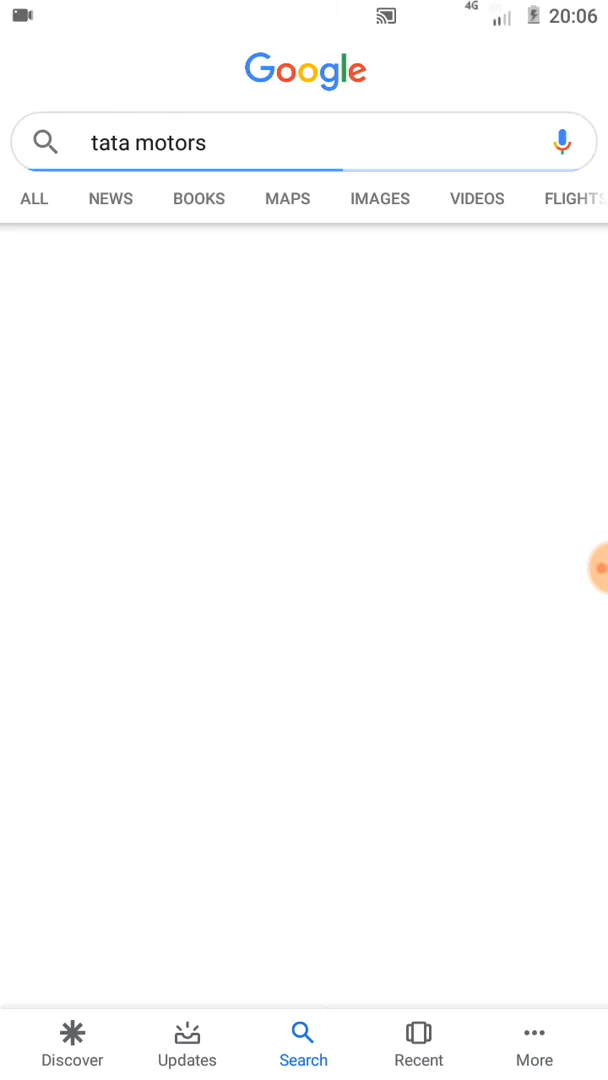 4G 20:06
Google
tata motors
ALL NEWS BOOKS MAPS IMAGES VIDEOS FLIGHTS
Discover Updates Search Recent More